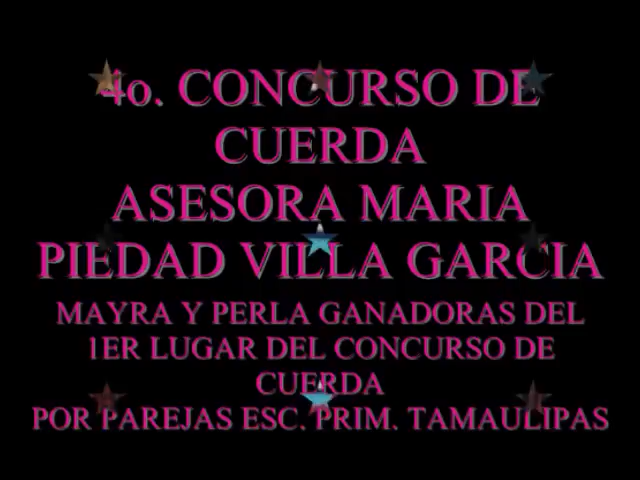 4o. CONCURSO DE
CUERDA
ASESORA MARIA
PIEDAD VILLA GARCIA
MAYRA Y PERLA GANADORAS DEL
1ER LUGAR DEL CONCURSO DE
CUERDA
POR PAREJAS ESC. PRIM. TAMAULIPAS